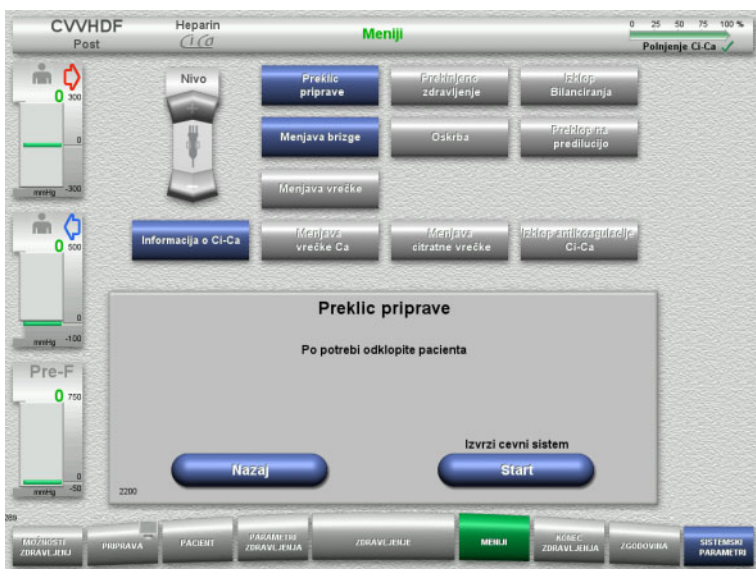 CVVHDF
Post
Heparin
Ci Ca
Meniji
0 25 50 75 100 %
Polnjenje Ci-Ca
Nivo
Preklic
priprave
Prekinjeno
zdravljenje
Izklop
Bilanciranja
Menjava brizge
Oskrba
Preklop na
predilucijo
Menjava vrečke
Informacija o Ci-Ca
Menjava
vrečke Ca
Menjava
citratne vrečke
Izklop antikoagulacije
Ci-Ca
0
300
0
mmHg -300
0
500
0
mmHg -100
Pre-F
0
750
0
mmHg -50
Preklic priprave
Po potrebi odklopite pacienta
Izvrzi cevni sistem
Nazaj
Start
2200
289
MOŽNOSTI
ZDRAVLJENJ
PRIPRAVA
PACIENT
PARAMETRI
ZDRAVLJENJA
ZDRAVLJENJE
MENIJI
KONEC
ZDRAVLJENJA
ZGODOVINA
SISTEMSKI
PARAMETRI